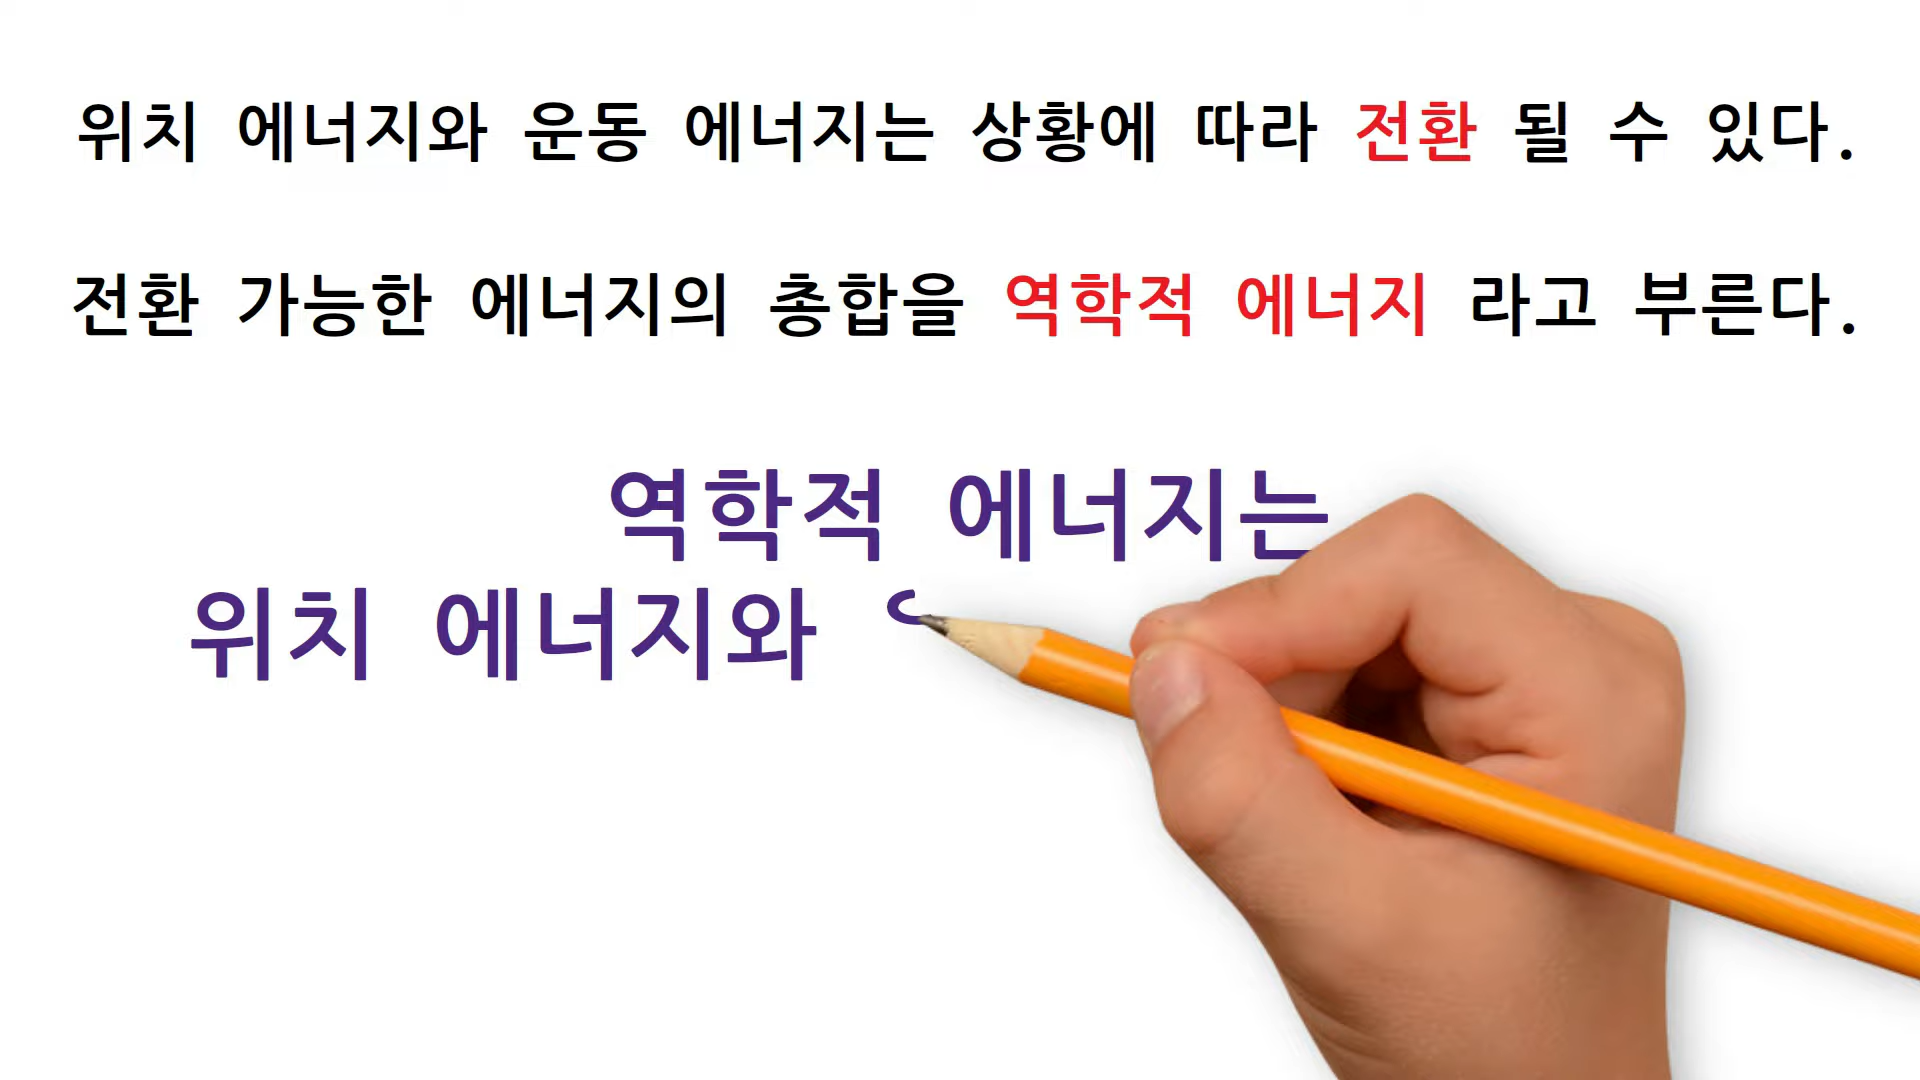 위치 에너지와 운동 에너지는 상황에 따라 전환 될 수 있다.
전환 가능한 에너지의 총합을 역학적 에너지 라고 부른다.
역학적 에너지는
위치 에너지와